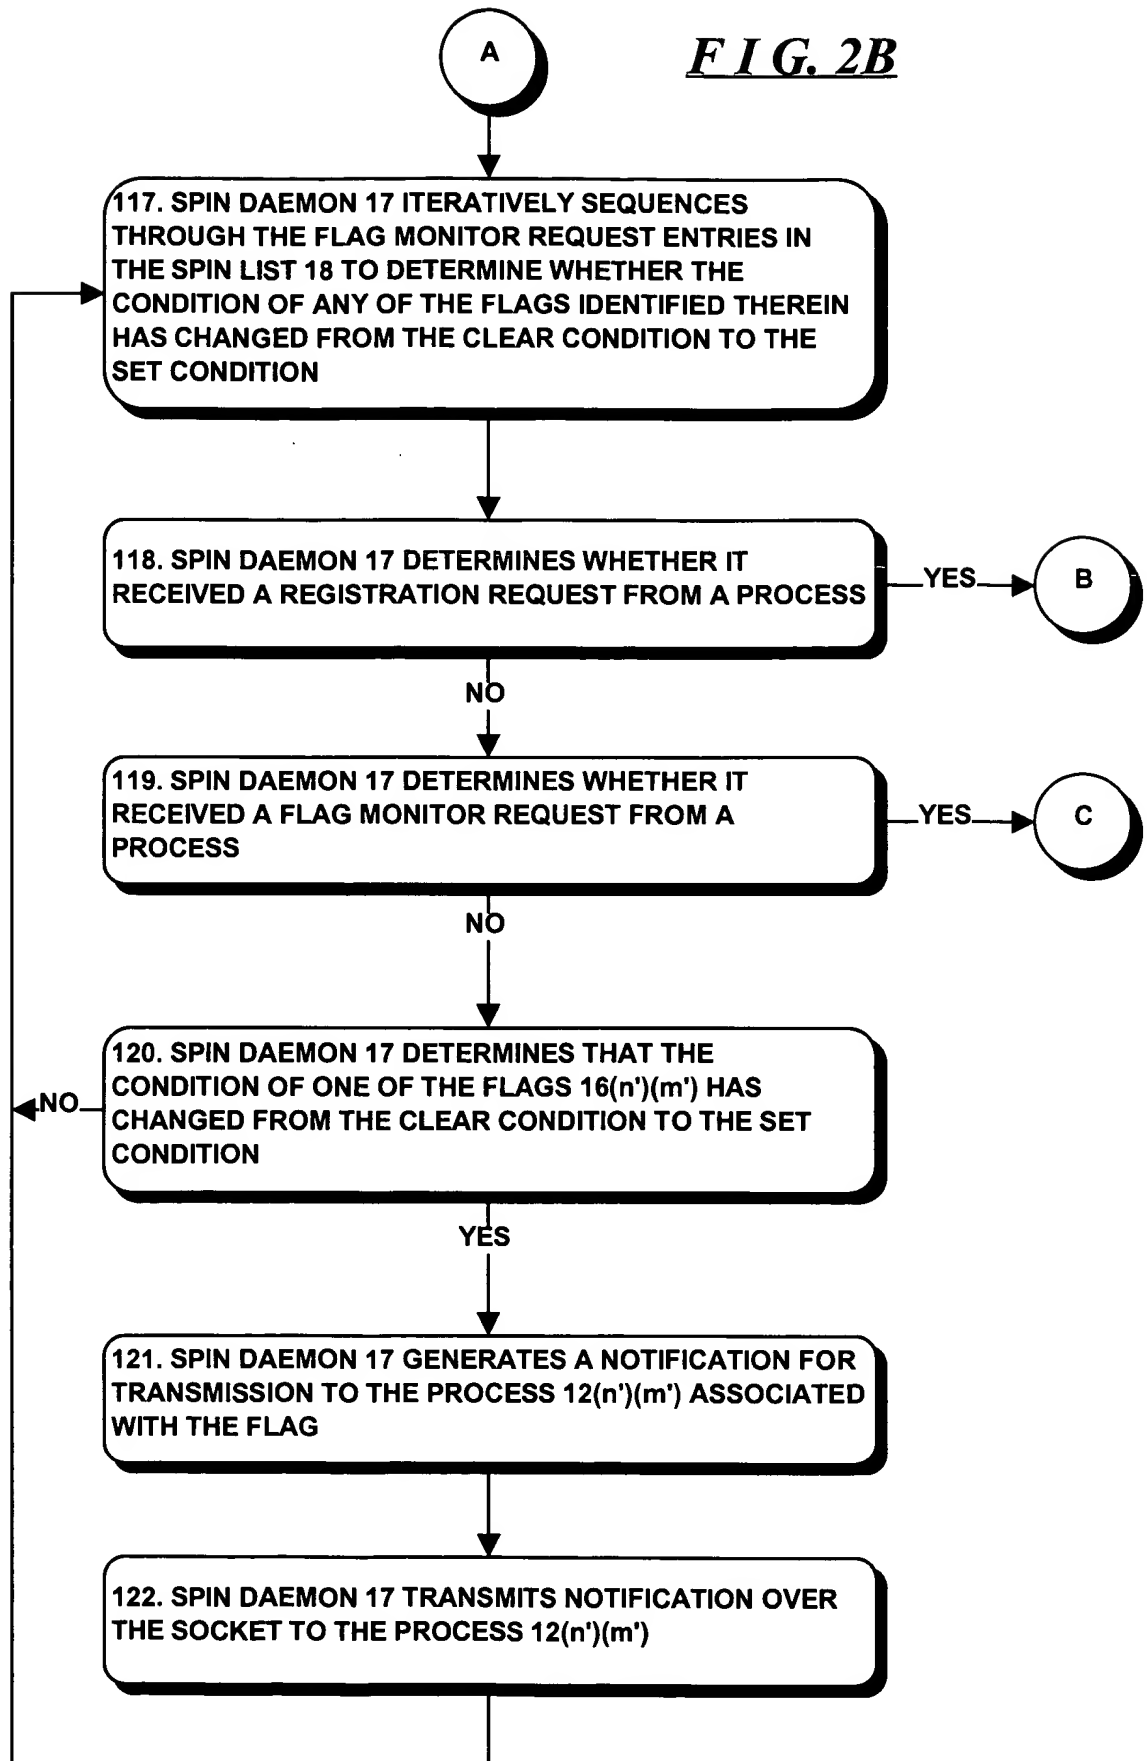 A
F I G. 2B
117. SPIN DAEMON 17 ITERATIVELY SEQUENCES
THROUGH THE FLAG MONITOR REQUEST ENTRIES IN
THE SPIN LIST 18 TO DETERMINE WHETHER THE
CONDITION OF ANY OF THE FLAGS IDENTIFIED THEREIN
HAS CHANGED FROM THE CLEAR CONDITION TO THE
SET CONDITION
118. SPIN DAEMON 17 DETERMINES WHETHER IT
RECEIVED A REGISTRATION REQUEST FROM A PROCESS
YES
B
NO
119. SPIN DAEMON 17 DETERMINES WHETHER IT
RECEIVED A FLAG MONITOR REQUEST FROM A
PROCESS
YES
C
NO
120. SPIN DAEMON 17 DETERMINES THAT THE
CONDITION OF ONE OF THE FLAGS 16(n')(m') HAS
CHANGED FROM THE CLEAR CONDITION TO THE SET
CONDITION
NO
YES
121. SPIN DAEMON 17 GENERATES A NOTIFICATION FOR
TRANSMISSION TO THE PROCESS 12(n')(m') ASSOCIATED
WITH THE FLAG
122. SPIN DAEMON 17 TRANSMITS NOTIFICATION OVER
THE SOCKET TO THE PROCESS 12(n')(m')